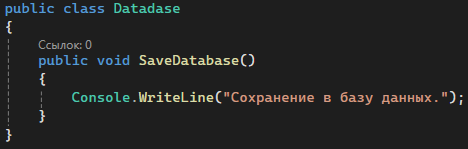 public class Datadase
{
Ссылок: 0
public void SaveDatabase()
{
Console.WriteLine("Сохранение в базу данных.");
}
}